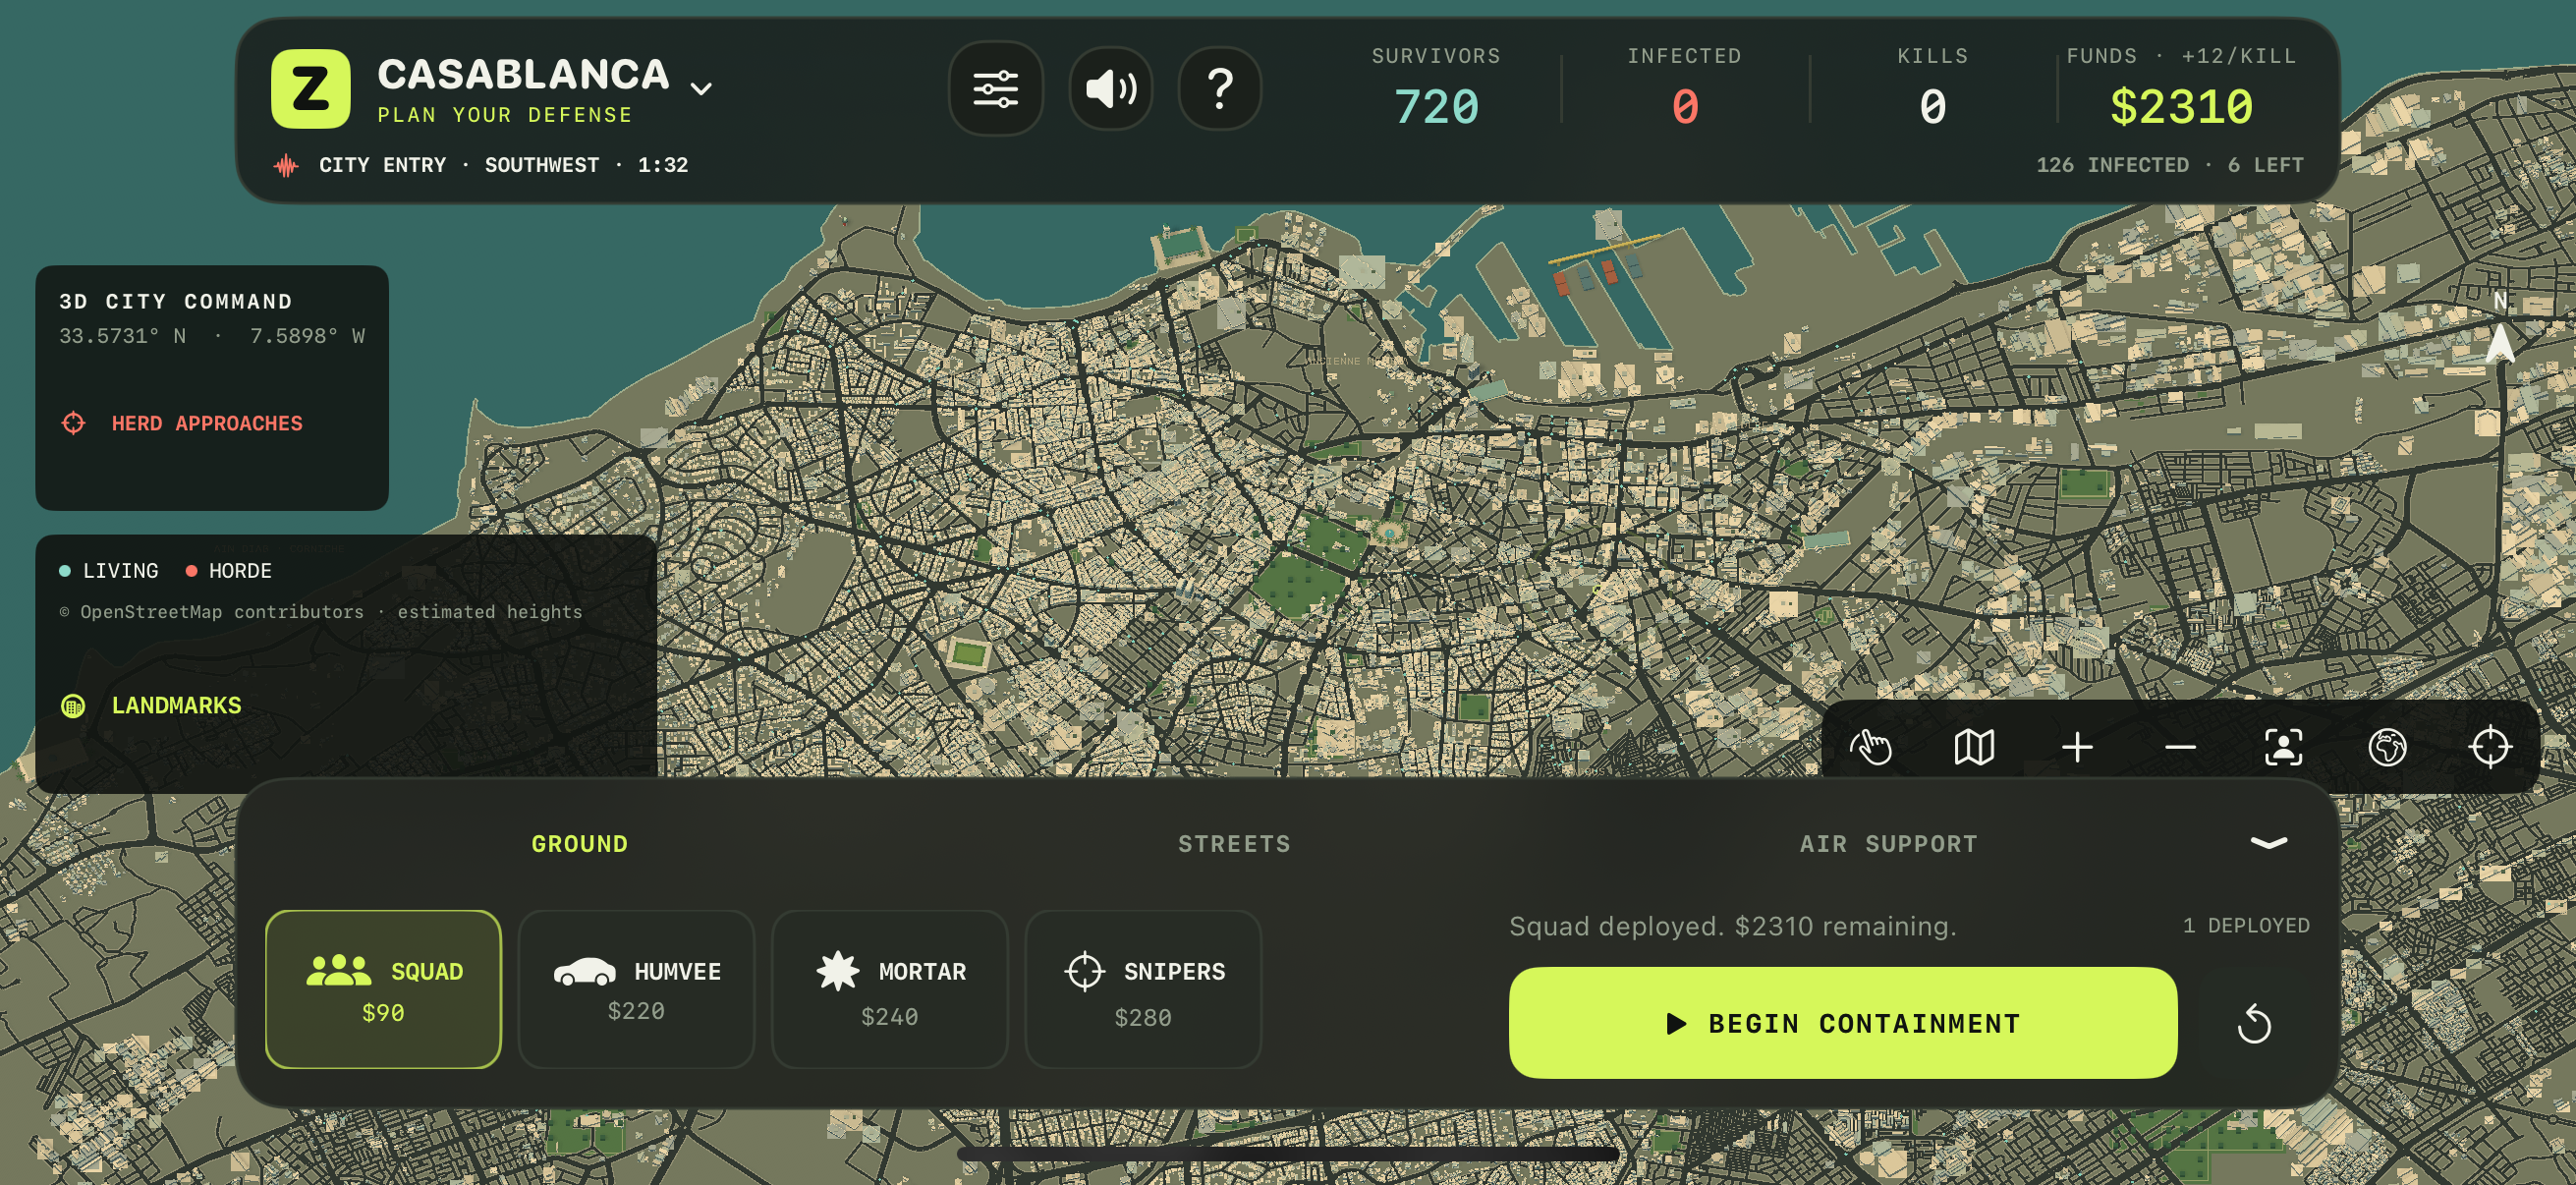 Z
CASABLANCA
PLAN YOUR DEFENSE
CITY ENTRY · SOUTHWEST · 1:32
?
SURVIVORS
720
INFECTED
0
KILLS
0
FUNDS · +12/KILL
$2310
126 INFECTED · 6 LEFT
3D CITY COMMAND
33.5731° N · 7.5898° W
HERD APPROACHES
N
LIVING HORDE
© OpenStreetMap contributors · estimated heights
LANDMARKS
GROUND
STREETS
AIR SUPPORT
SQUAD
$90
HUMVEE
$220
MORTAR
$240
SNIPERS
$280
Squad deployed. $2310 remaining.
1 DEPLOYED
BEGIN CONTAINMENT